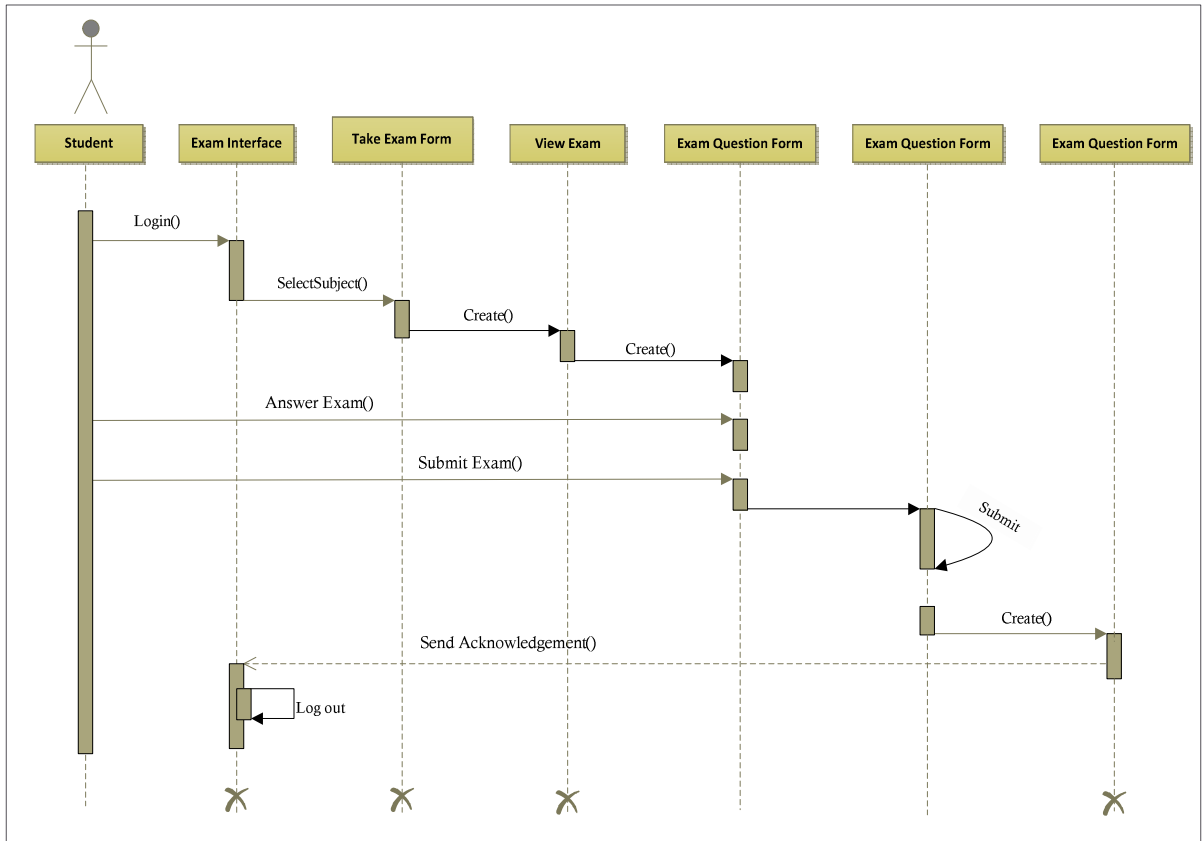 Student
Exam Interface
Take Exam Form
View Exam
Exam Question Form
Exam Question Form
Exam Question Form
Login()
SelectSubject()
Create()
Create()
Answer Exam()
Submit Exam()
Submit
Create()
Send Acknowledgement()
Log out